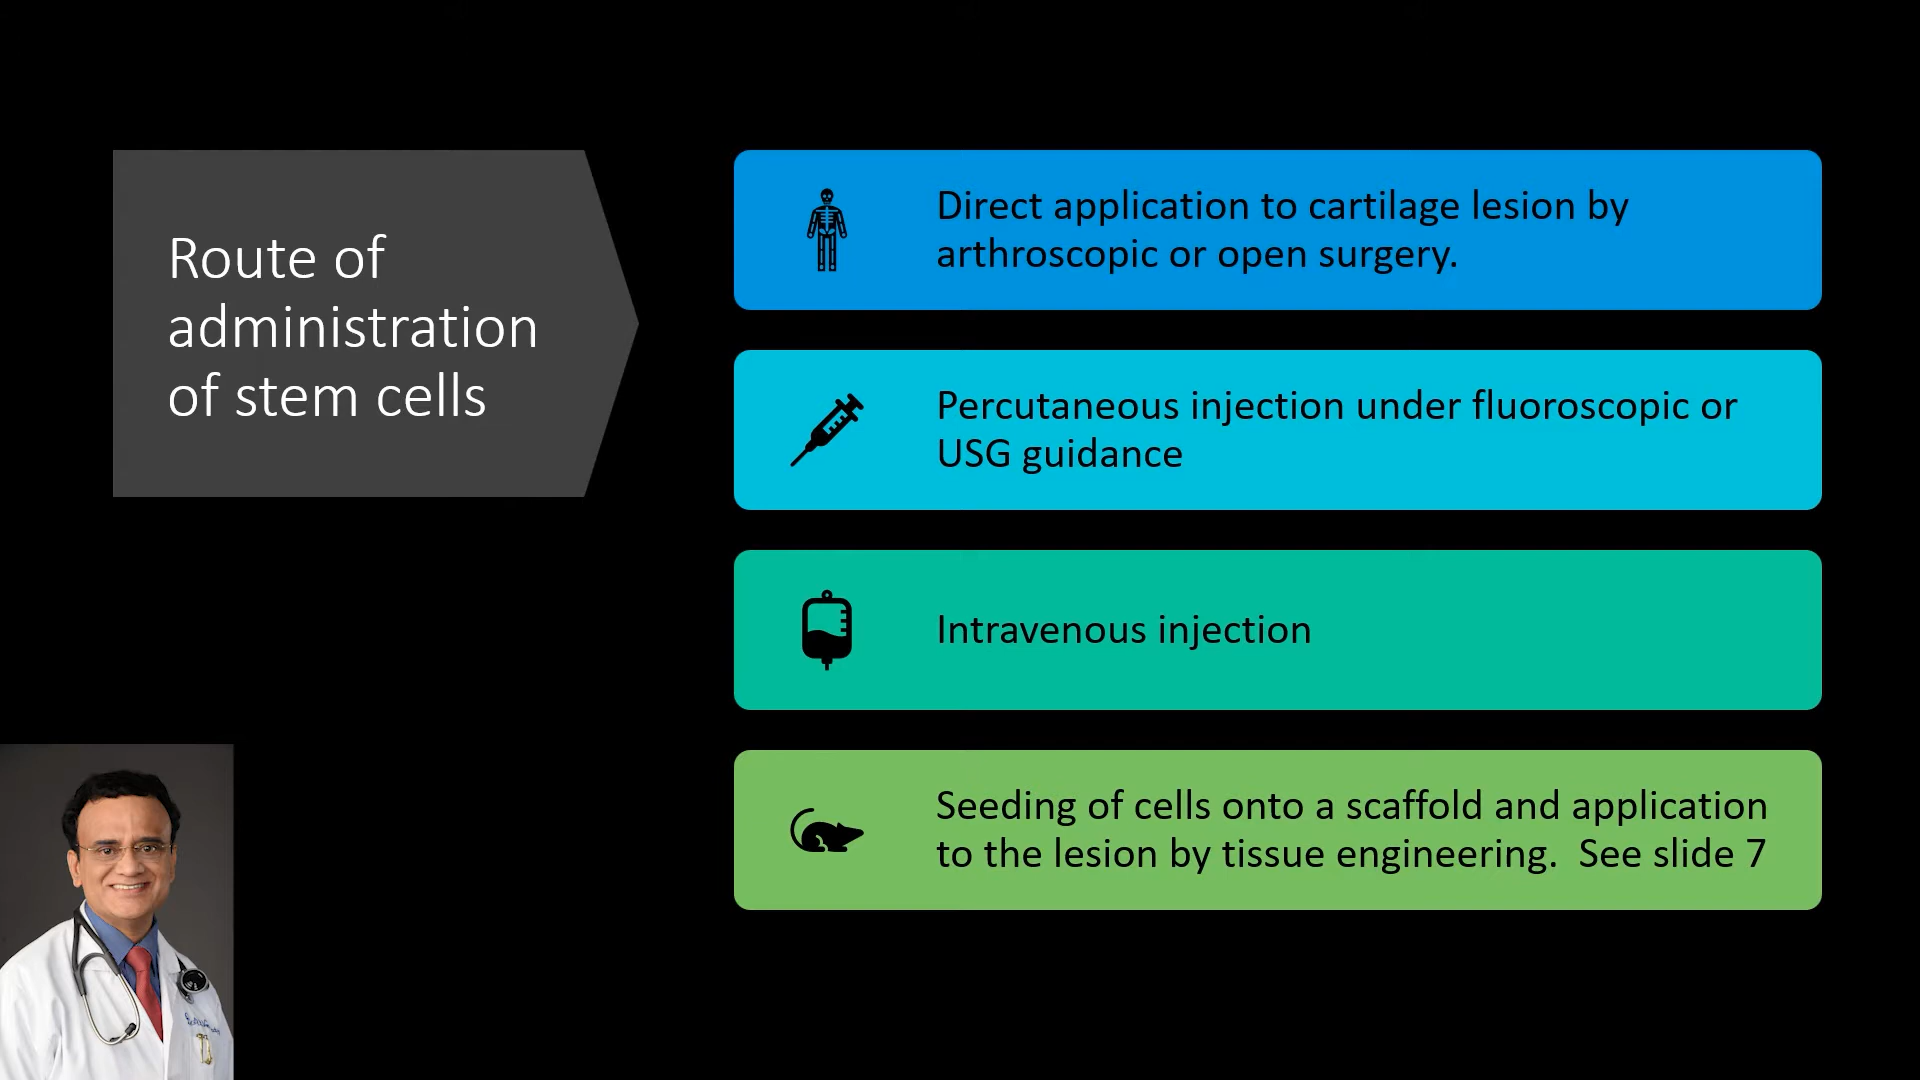 Route of
administration
of stem cells
Direct application to cartilage lesion by
arthroscopic or open surgery.
Percutaneous injection under fluoroscopic or
USG guidance
Intravenous injection
Seeding of cells onto a scaffold and application
to the lesion by tissue engineering.  See slide 7